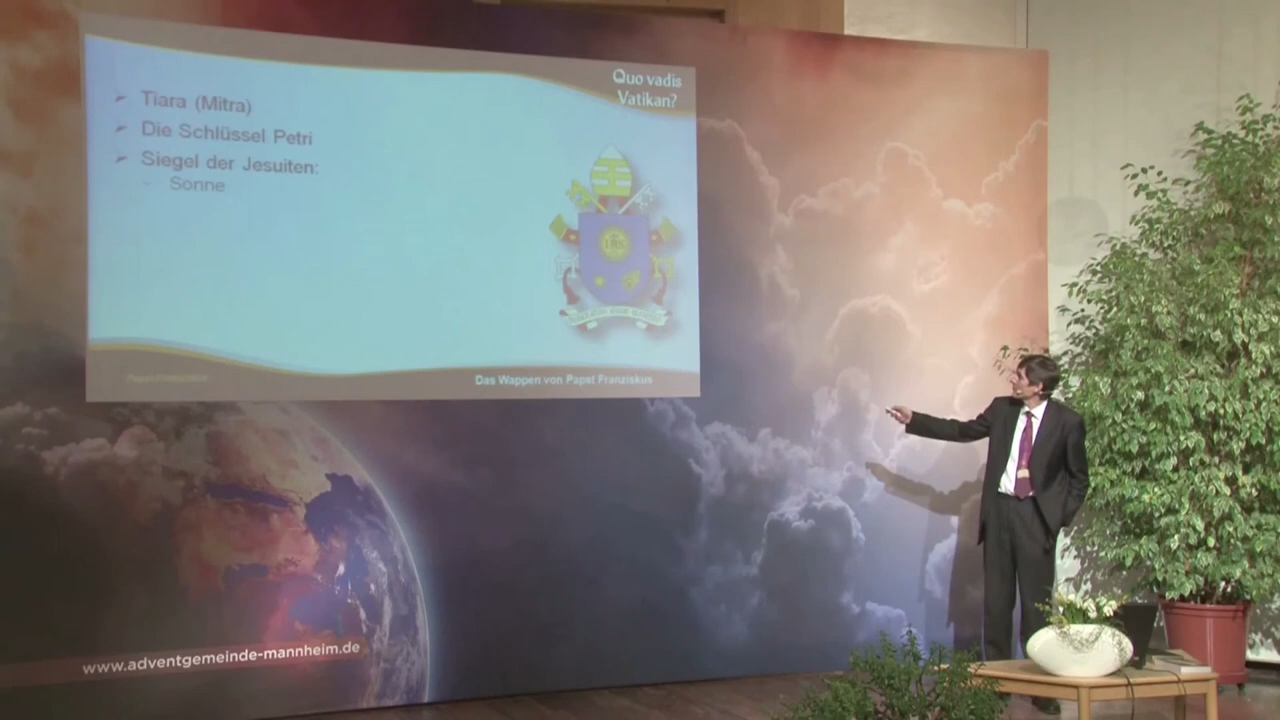 Quo vadis
Vatikan?
Tiara (Mitra)
Die Schlüssel Petri
Siegel der Jesuiten:
- Sonne
IHS
Das Wappen von Papst Franziskus
www.adventgemeinde-mannheim.de